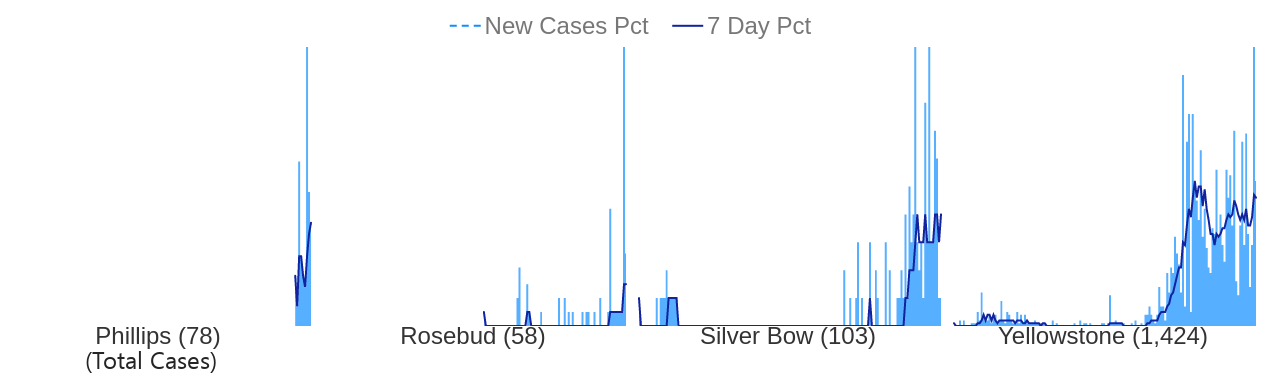 New Cases Pct 7 Day Pct
Phillips (78) Rosebud (58) Silver Bow (103) Yellowstone (1,424)
(Total Cases)